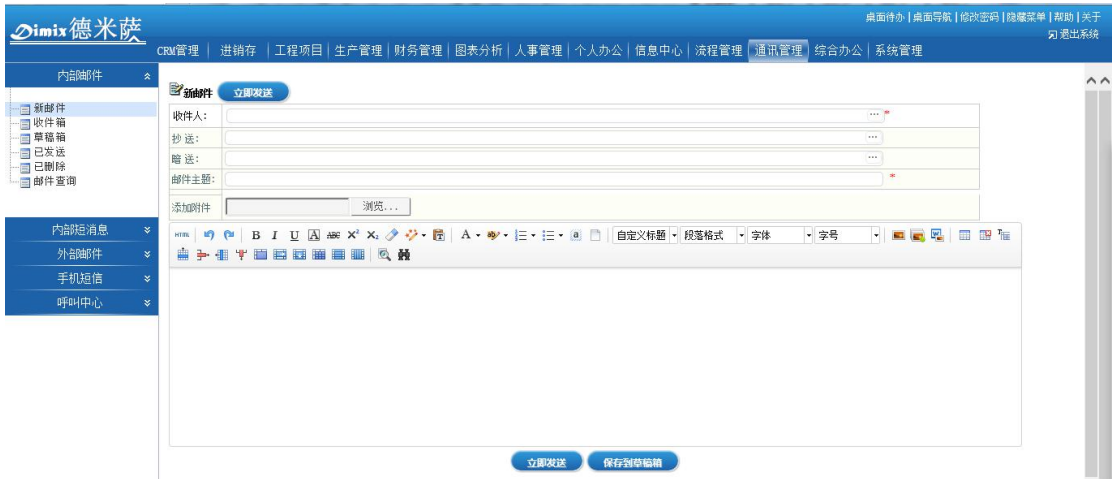 Dimix德米萨
桌面待办 | 桌面导航 | 修改密码 | 隐藏菜单 | 帮助 | 关于
退出系统
CRM管理 | 进销存 | 工程项目 | 生产管理 | 财务管理 | 图表分析 | 人事管理 | 个人办公 | 信息中心 | 流程管理 | 通讯管理 | 综合办公 | 系统管理
内部邮件
新邮件
收件箱
草稿箱
已发送
已删除
邮件查询
内部短消息
外部邮件
手机短信
呼叫中心
新邮件 立即发送
收件人: ... *
抄送: ...
暗送: ...
邮件主题: *
添加附件 浏览...
HTML B I U A ABC X² X₂ A ab a 自定义标题 段落格式 字体 字号
立即发送 保存到草稿箱